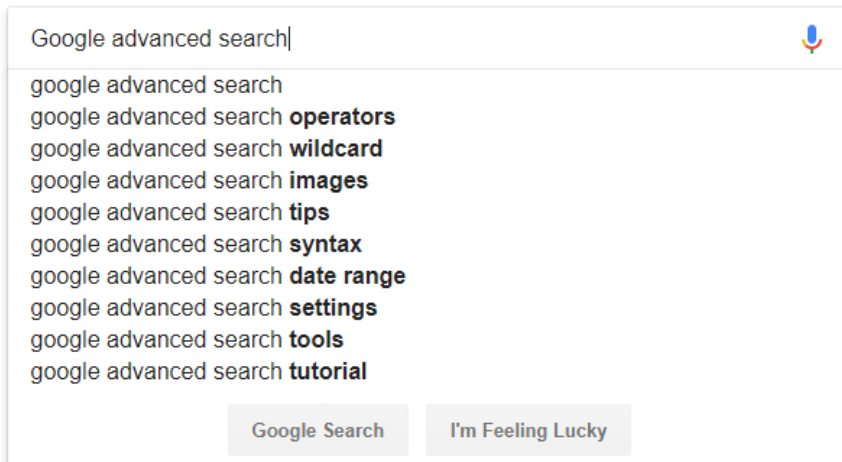 Google advanced search
google advanced search
google advanced search operators
google advanced search wildcard
google advanced search images
google advanced search tips
google advanced search syntax
google advanced search date range
google advanced search settings
google advanced search tools
google advanced search tutorial
Google Search I'm Feeling Lucky